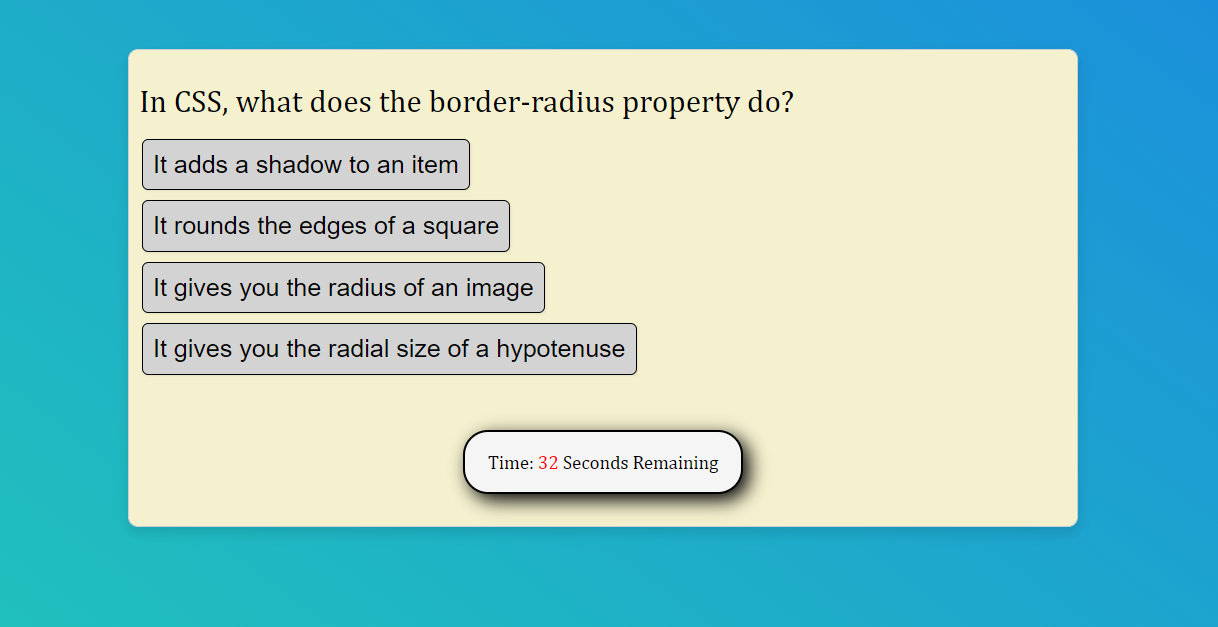 In CSS, what does the border-radius property do?
It adds a shadow to an item
It rounds the edges of a square
It gives you the radius of an image
It gives you the radial size of a hypotenuse
Time: 32 Seconds Remaining